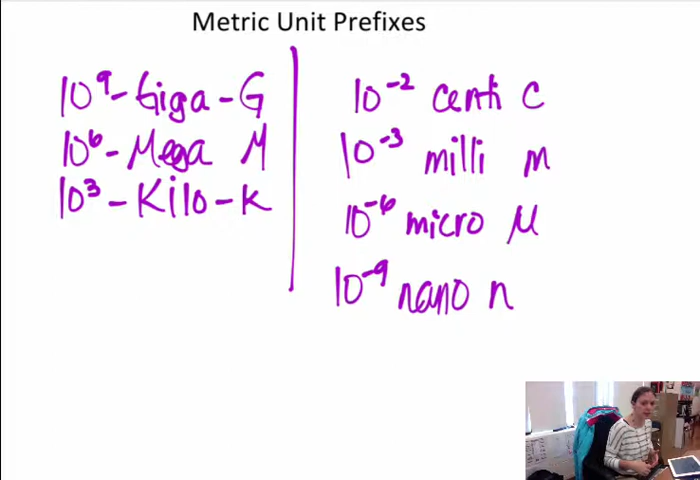 Metric Unit Prefixes
10⁹-Giga-G
10⁶-Mega M
10³-Kilo-K
10⁻² centi c
10⁻³ milli m
10⁻⁶ micro μ
10⁻⁹ nano n